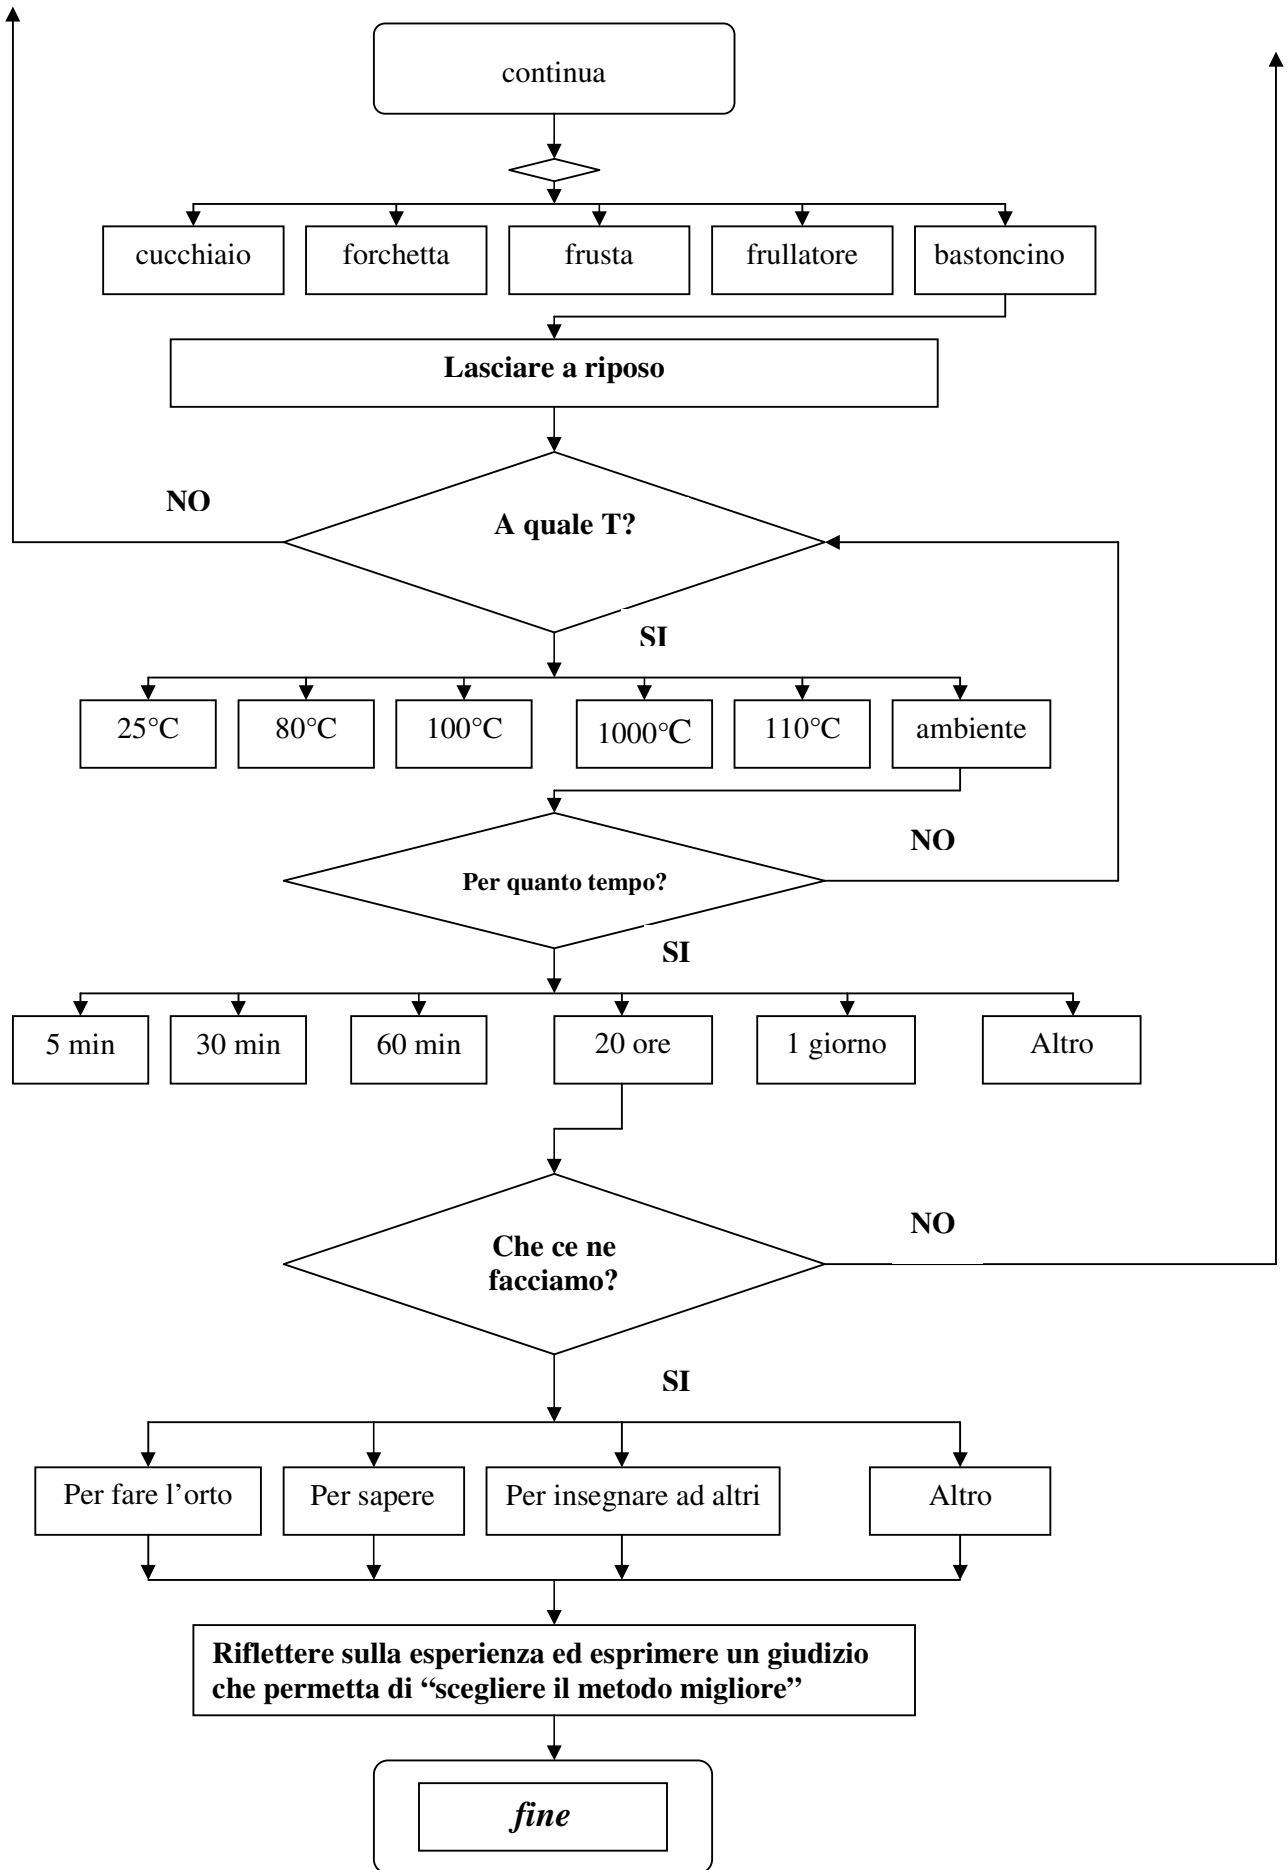 continua
cucchiaio
forchetta
frusta
frullatore
bastoncino
Lasciare a riposo
NO
A quale T?
SI
25°C
80°C
100°C
1000°C
110°C
ambiente
NO
Per quanto tempo?
SI
5 min
30 min
60 min
20 ore
1 giorno
Altro
NO
Che ce ne
facciamo?
SI
Per fare l’orto
Per sapere
Per insegnare ad altri
Altro
Riflettere sulla esperienza ed esprimere un giudizio
che permetta di “scegliere il metodo migliore”
fine